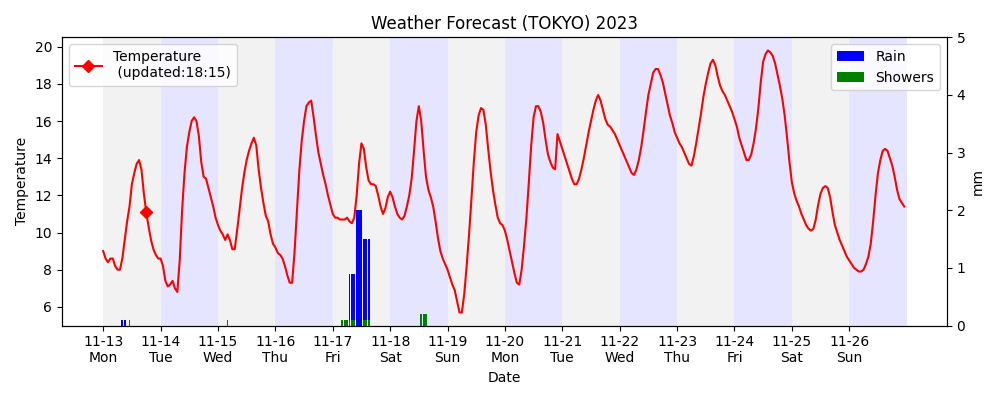 Weather Forecast (TOKYO) 2023
Temperature
(updated:18:15)
Rain
Showers
Temperature
20
18
16
14
12
10
8
6
5
4
3
2
1
0
mm
11-13 11-14 11-15 11-16 11-17 11-18 11-19 11-20 11-21 11-22 11-23 11-24 11-25 11-26
Mon Tue Wed Thu Fri Sat Sun Mon Tue Wed Thu Fri Sat Sun
Date